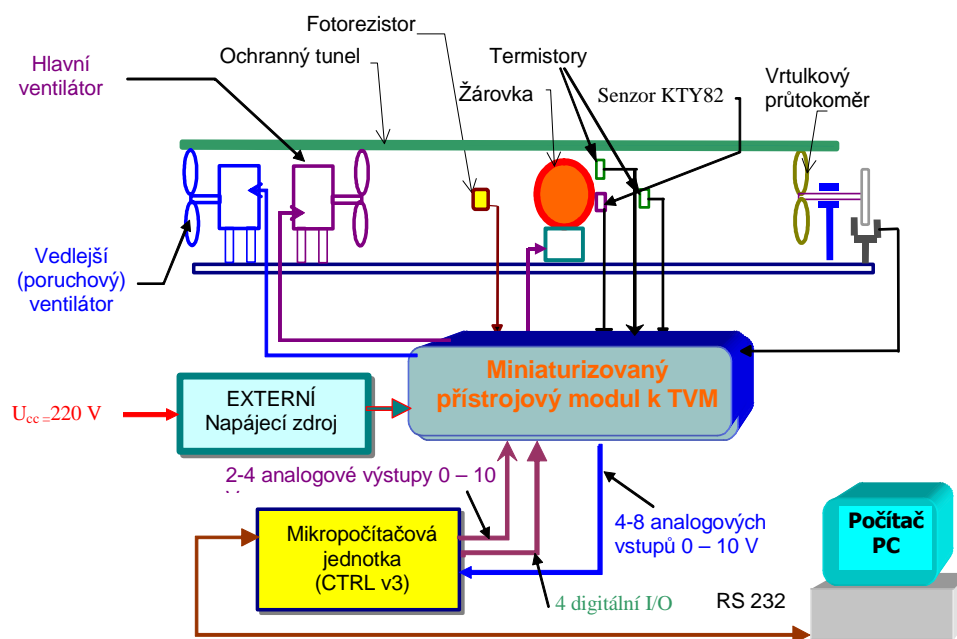 Fotorezistor
Ochranný tunel
Hlavní
ventilátor
Termistory
Žárovka
Senzor KTY82
Vrtulkový
průtokoměr
Vedlejší
(poruchový)
ventilátor
Miniaturizovaný
přístrojový modul k TVM
EXTERNÍ
Napájecí zdroj
Ucc =220 V
2-4 analogové výstupy 0 – 10
4-8 analogových
vstupů 0 – 10 V
Mikropočítačová
jednotka
(CTRL v3)
4 digitální I/O
RS 232
Počítač
PC